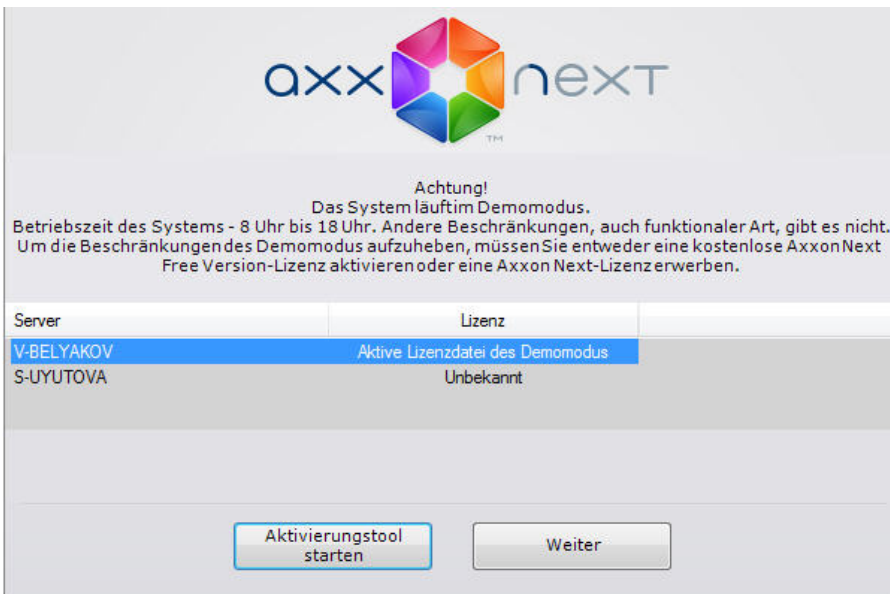 axx next
TM
Achtung!
Das System läuft im Demomodus.
Betriebszeit des Systems - 8 Uhr bis 18 Uhr. Andere Beschränkungen, auch funktionaler Art, gibt es nicht.
Um die Beschränkungen des Demomodus aufzuheben, müssen Sie entweder eine kostenlose Axxon Next
Free Version-Lizenz aktivieren oder eine Axxon Next-Lizenz erwerben.
Server Lizenz
V-BELYAKOV Aktive Lizenzdatei des Demomodus
S-UYUTOVA Unbekannt
Aktivierungstool
starten
Weiter